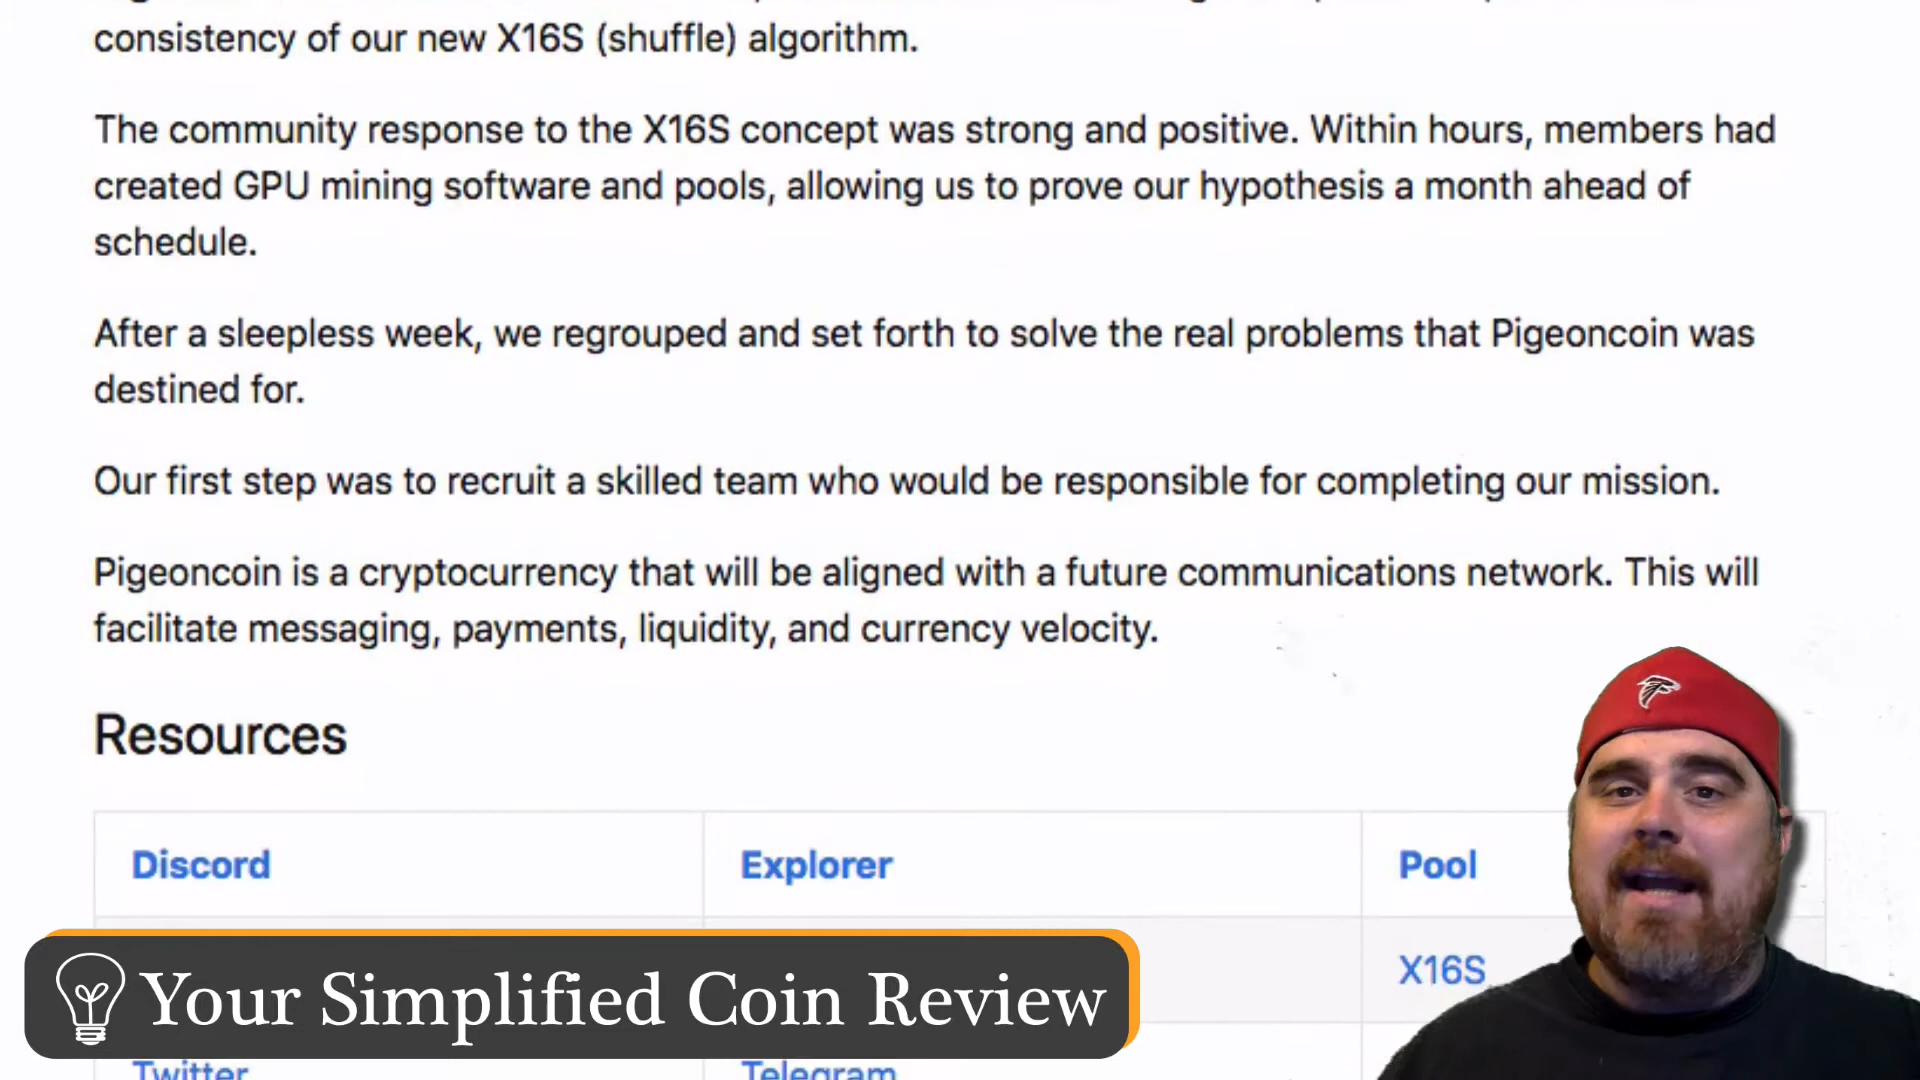 consistency of our new X16S (shuffle) algorithm.
The community response to the X16S concept was strong and positive. Within hours, members had
created GPU mining software and pools, allowing us to prove our hypothesis a month ahead of
schedule.
After a sleepless week, we regrouped and set forth to solve the real problems that Pigeoncoin was
destined for.
Our first step was to recruit a skilled team who would be responsible for completing our mission.
Pigeoncoin is a cryptocurrency that will be aligned with a future communications network. This will
facilitate messaging, payments, liquidity, and currency velocity.
Resources
Discord Explorer Pool
X16S
Your Simplified Coin Review
Twitter Telegram